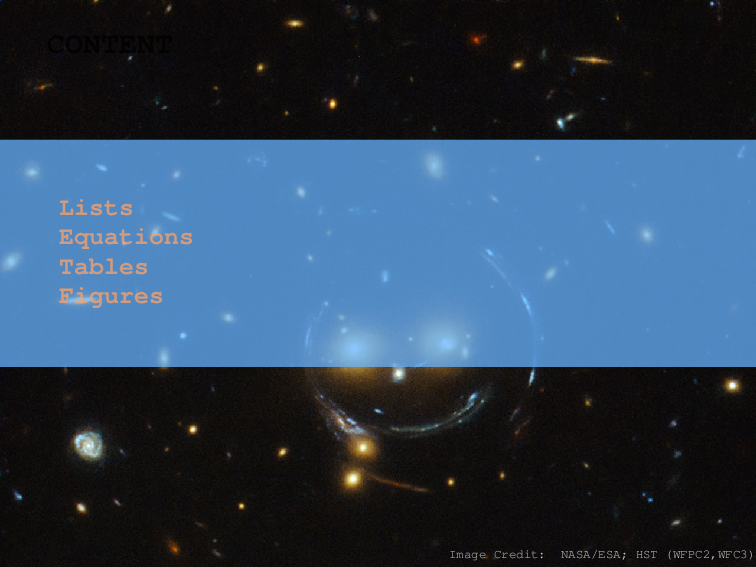 CONTENT
Lists
Equations
Tables
Figures
Image Credit: NASA/ESA; HST (WFPC2,WFC3)